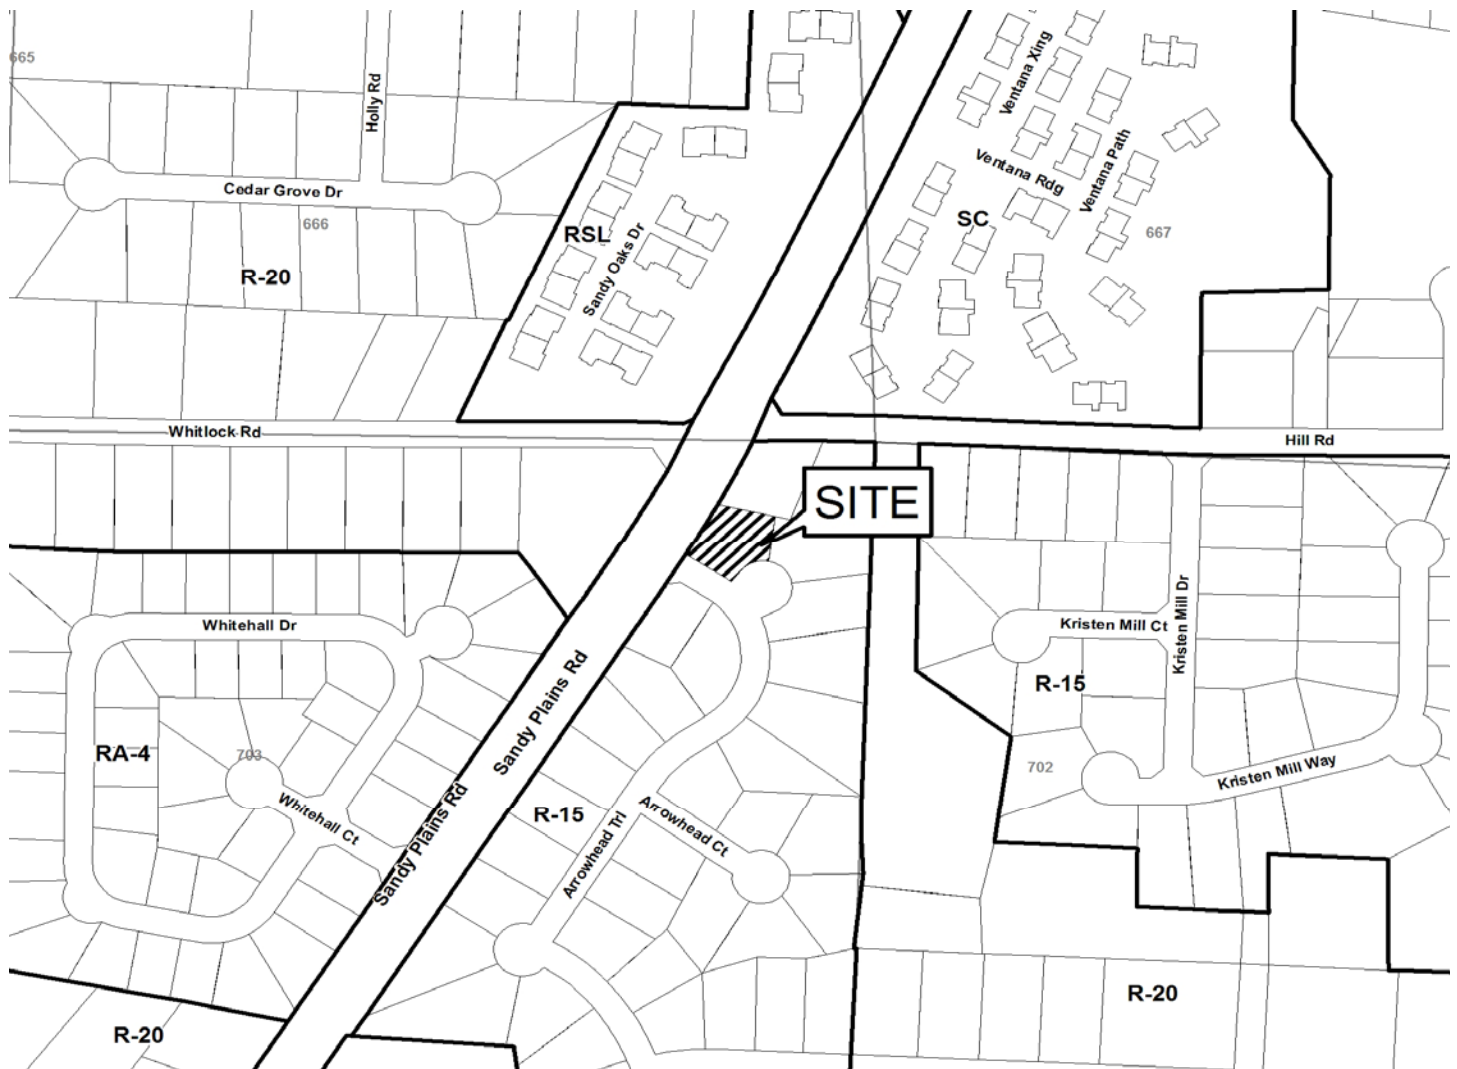 665
Holly Rd
Ventana Xing
Ventana Path
Ventana Rdg
Cedar Grove Dr
666
RSL
SC
667
Sandy Oaks Dr
R-20
Whitlock Rd
Hill Rd
SITE
Whitehall Dr
Kristen Mill Ct
Kristen Mill Dr
R-15
Sandy Plains Rd
RA-4
703
702
Kristen Mill Way
Whitehall Ct
Sandy Plains Rd
R-15
Arrowhead Trl
Arrowhead Ct
R-20
R-20